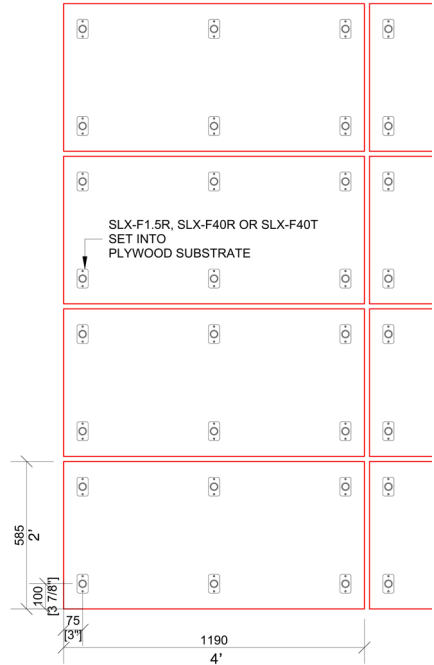 SLX-F1.5R, SLX-F40R OR SLX-F40T
SET INTO
PLYWOOD SUBSTRATE
585
2'
100
[3 7/8"]
75
[3"]
1190
4'